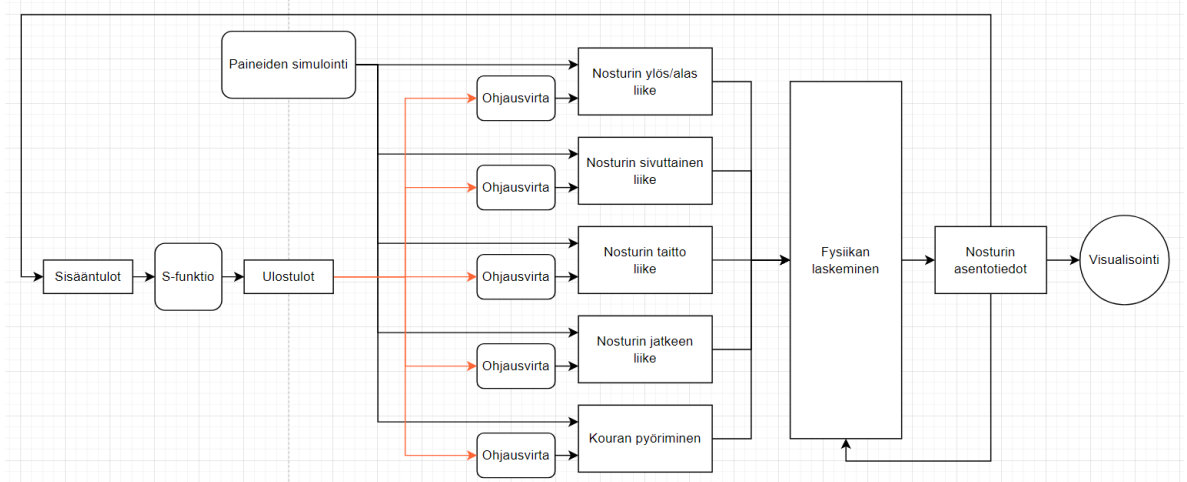 Paineiden simulointi
Nosturin ylös/alas
liike
Ohjausvirta
Nosturin sivuttainen
liike
Ohjausvirta
Sisääntulot
S-funktio
Ulostulot
Nosturin taitto
liike
Ohjausvirta
Fysiikan
laskeminen
Nosturin
asentotiedot
Visualisointi
Nosturin jatkeen
liike
Ohjausvirta
Kouran pyöriminen
Ohjausvirta